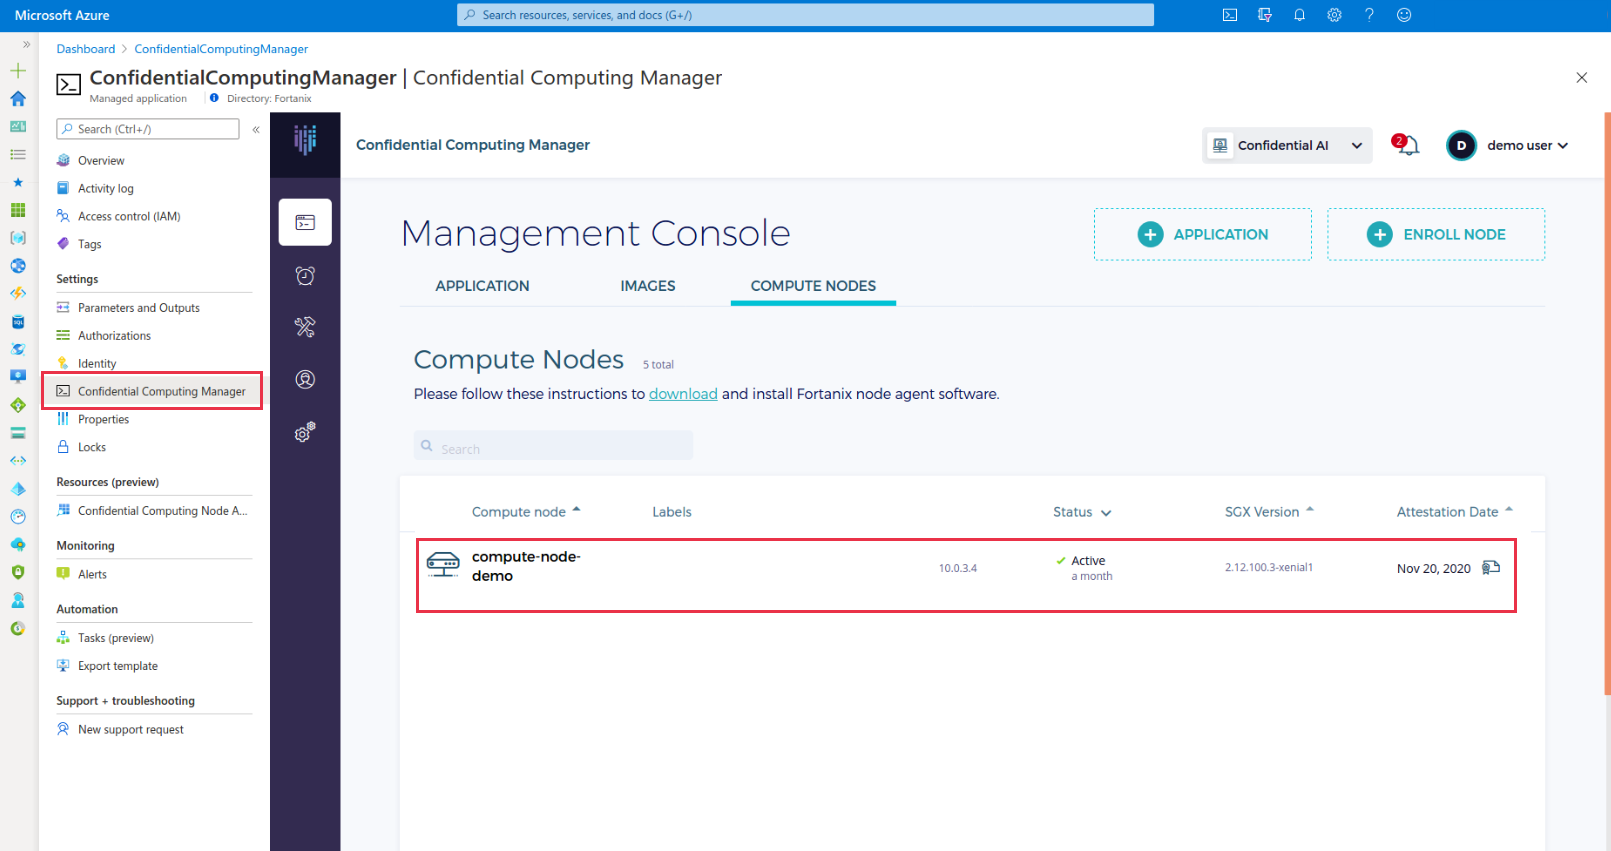 Microsoft Azure
Search resources, services, and docs (G+/)
Dashboard > ConfidentialComputingManager
ConfidentialComputingManager | Confidential Computing Manager
Managed application
Directory: Fortanix
Search (Ctrl+/)
Overview
Activity log
Access control (IAM)
Tags
Settings
Parameters and Outputs
Authorizations
Identity
Confidential Computing Manager
Properties
Locks
Resources (preview)
Confidential Computing Node A...
Monitoring
Alerts
Automation
Tasks (preview)
Export template
Support + troubleshooting
New support request
Confidential Computing Manager
Confidential AI
2
D
demo user
Management Console
APPLICATION
ENROLL NODE
APPLICATION
IMAGES
COMPUTE NODES
Compute Nodes 5 total
Please follow these instructions to download and install Fortanix node agent software.
Search
Compute node Labels Status SGX Version Attestation Date
compute-node-
demo
10.0.3.4
Active
a month
2.12.100.3-xenial1
Nov 20, 2020